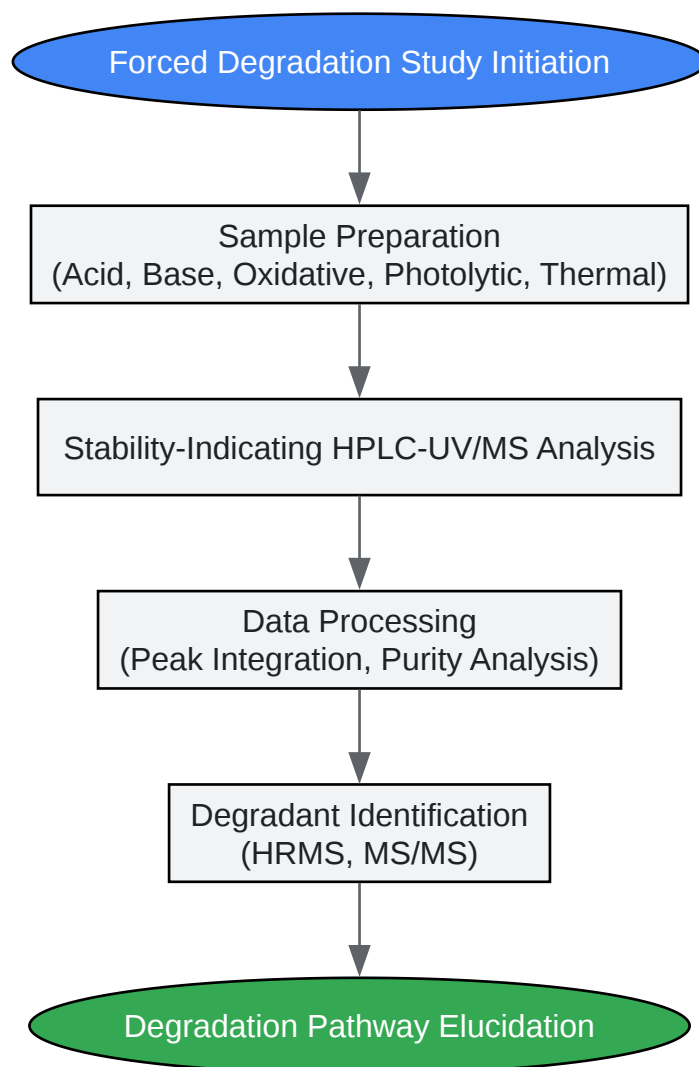 Forced Degradation Study Initiation
Sample Preparation
(Acid, Base, Oxidative, Photolytic, Thermal)
Stability-Indicating HPLC-UV/MS Analysis
Data Processing
(Peak Integration, Purity Analysis)
Degradant Identification
(HRMS, MS/MS)
Degradation Pathway Elucidation